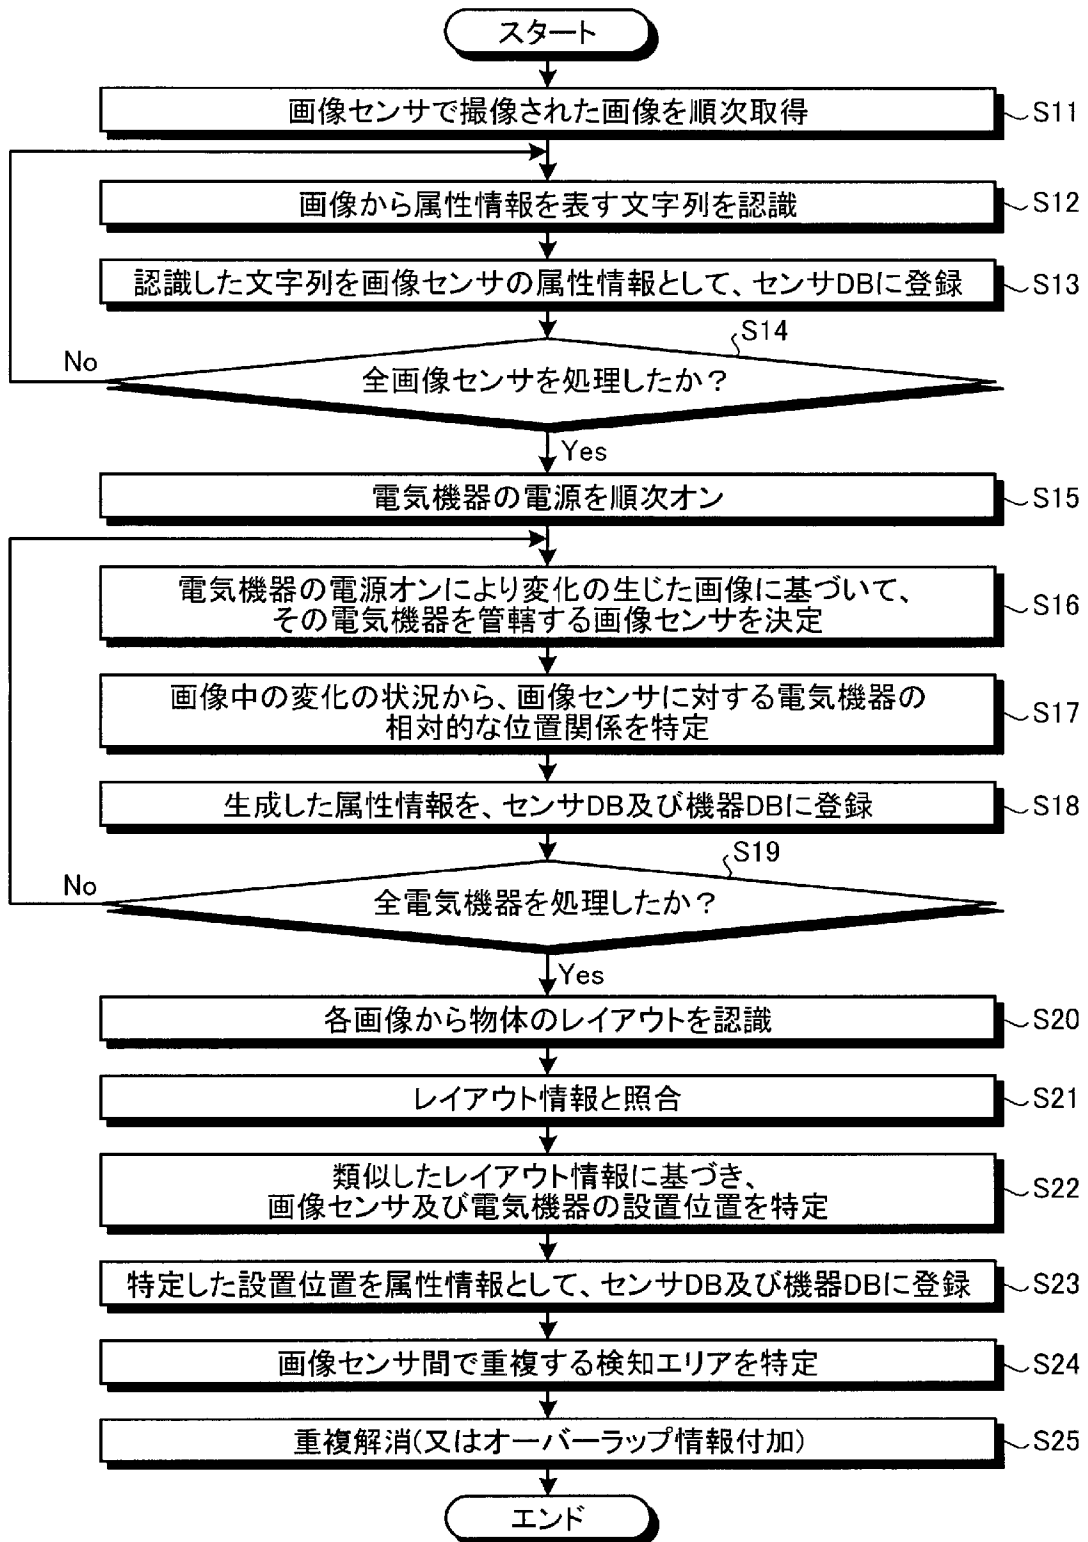 スタート
画像センサで撮像された画像を順次取得
S11
画像から属性情報を表す文字列を認識
S12
認識した文字列を画像センサの属性情報として、センサDBに登録
S13
S14
No
全画像センサを処理したか？
Yes
電気機器の電源を順次オン
S15
電気機器の電源オンにより変化の生じた画像に基づいて、
その電気機器を管轄する画像センサを決定
S16
画像中の変化の状況から、画像センサに対する電気機器の
相対的な位置関係を特定
S17
生成した属性情報を、センサDB及び機器DBに登録
S18
S19
No
全電気機器を処理したか？
Yes
各画像から物体のレイアウトを認識
S20
レイアウト情報と照合
S21
類似したレイアウト情報に基づき、
画像センサ及び電気機器の設置位置を特定
S22
特定した設置位置を属性情報として、センサDB及び機器DBに登録
S23
画像センサ間で重複する検知エリアを特定
S24
重複解消(又はオーバーラップ情報付加)
S25
エンド